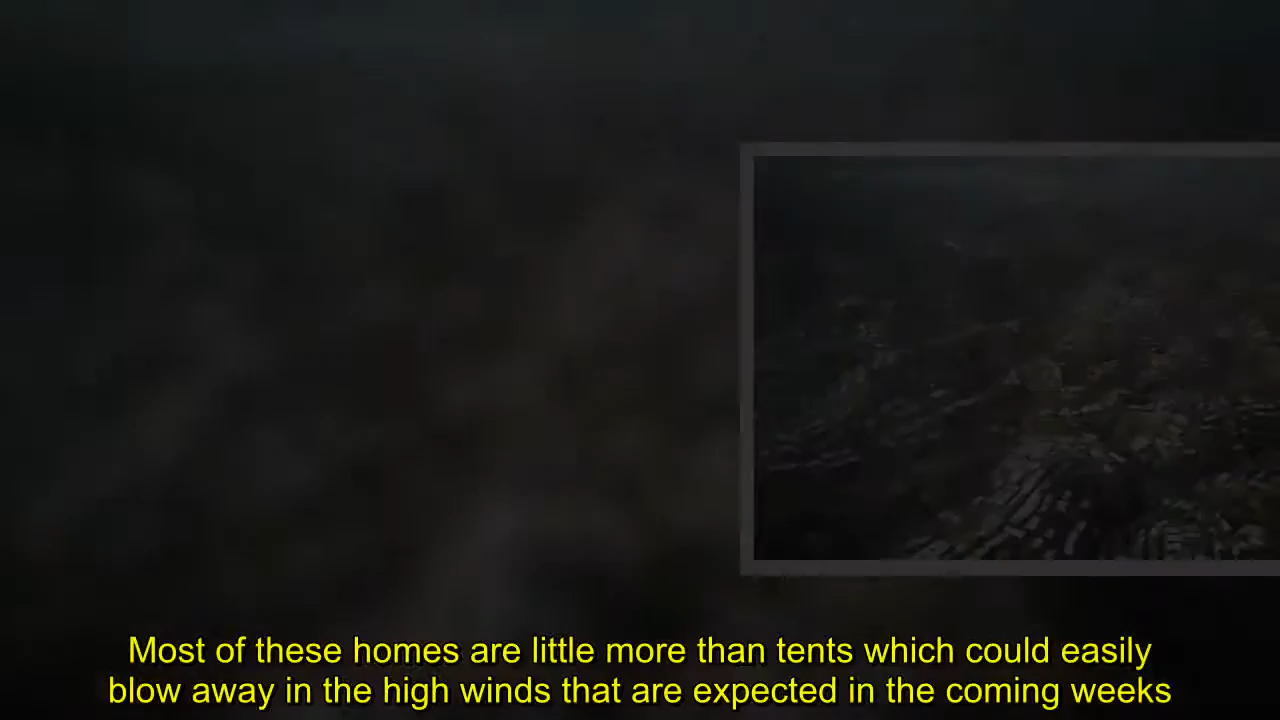 Most of these homes are little more than tents which could easily
blow away in the high winds that are expected in the coming weeks